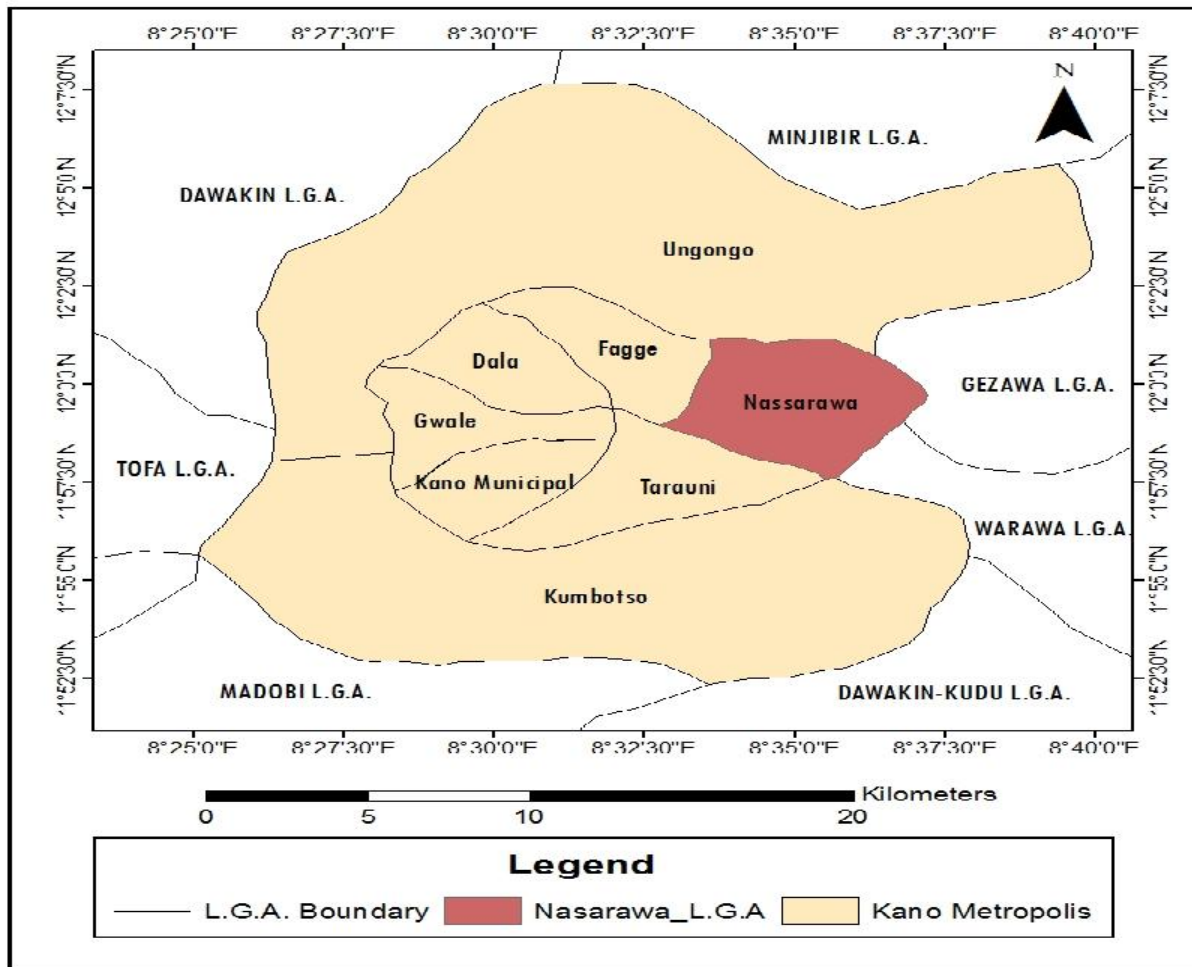 8°25'0"E 8°27'30"E 8°30'0"E 8°32'30"E 8°35'0"E 8°37'30"E 8°40'0"E
N
12°7'30"N 12°7'30"N
MINJIBIR L.G.A.
DAWAKIN L.G.A.
12°5'0"N 12°5'0"N
Ungongo
12°2'30"N 12°2'30"N
Fagge
Dala
12°0'0"N 12°0'0"N
GEZAWA L.G.A.
Nassarawa
Gwale
TOFA L.G.A.
11°57'30"N 11°57'30"N
Kano Municipal
Tarauni
WARAWA L.G.A.
11°55'0"N 11°55'0"N
Kumbotso
11°52'30"N 11°52'30"N
MADOBI L.G.A.
DAWAKIN-KUDU L.G.A.
8°25'0"E 8°27'30"E 8°30'0"E 8°32'30"E 8°35'0"E 8°37'30"E 8°40'0"E
Kilometers
0 5 10 20
Legend
L.G.A. Boundary Nasarawa_L.G.A Kano Metropolis